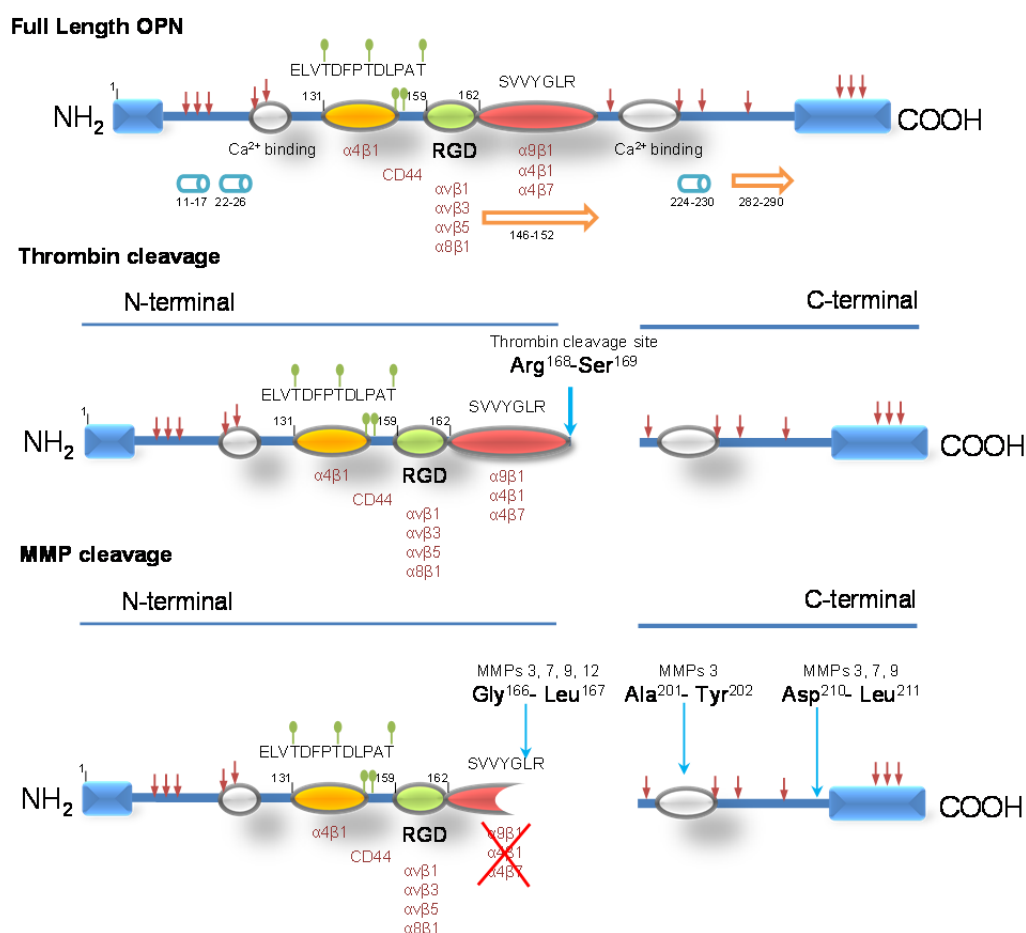 Full Length OPN
ELVTDFPTDLPAT
SVVYGLR
1
131
159
162
NH2
COOH
Ca2+ binding
α4β1
RGD
α9β1
Ca2+ binding
CD44
α4β1
αvβ1
α4β7
11-17
22-26
αvβ3
224-230
282-290
αvβ5
146-152
α8β1
Thrombin cleavage
N-terminal
C-terminal
Thrombin cleavage site
Arg168-Ser169
ELVTDFPTDLPAT
SVVYGLR
1
131
159
162
NH2
COOH
α4β1
RGD
α9β1
CD44
α4β1
αvβ1
α4β7
αvβ3
αvβ5
α8β1
MMP cleavage
N-terminal
C-terminal
MMPs 3, 7, 9, 12
MMPs 3
MMPs 3, 7, 9
Gly166- Leu167
Ala201- Tyr202
Asp210- Leu211
ELVTDFPTDLPAT
SVVYGLR
1
131
159
162
NH2
COOH
α4β1
RGD
α9β1
CD44
α4β1
αvβ1
α4β7
αvβ3
αvβ5
α8β1